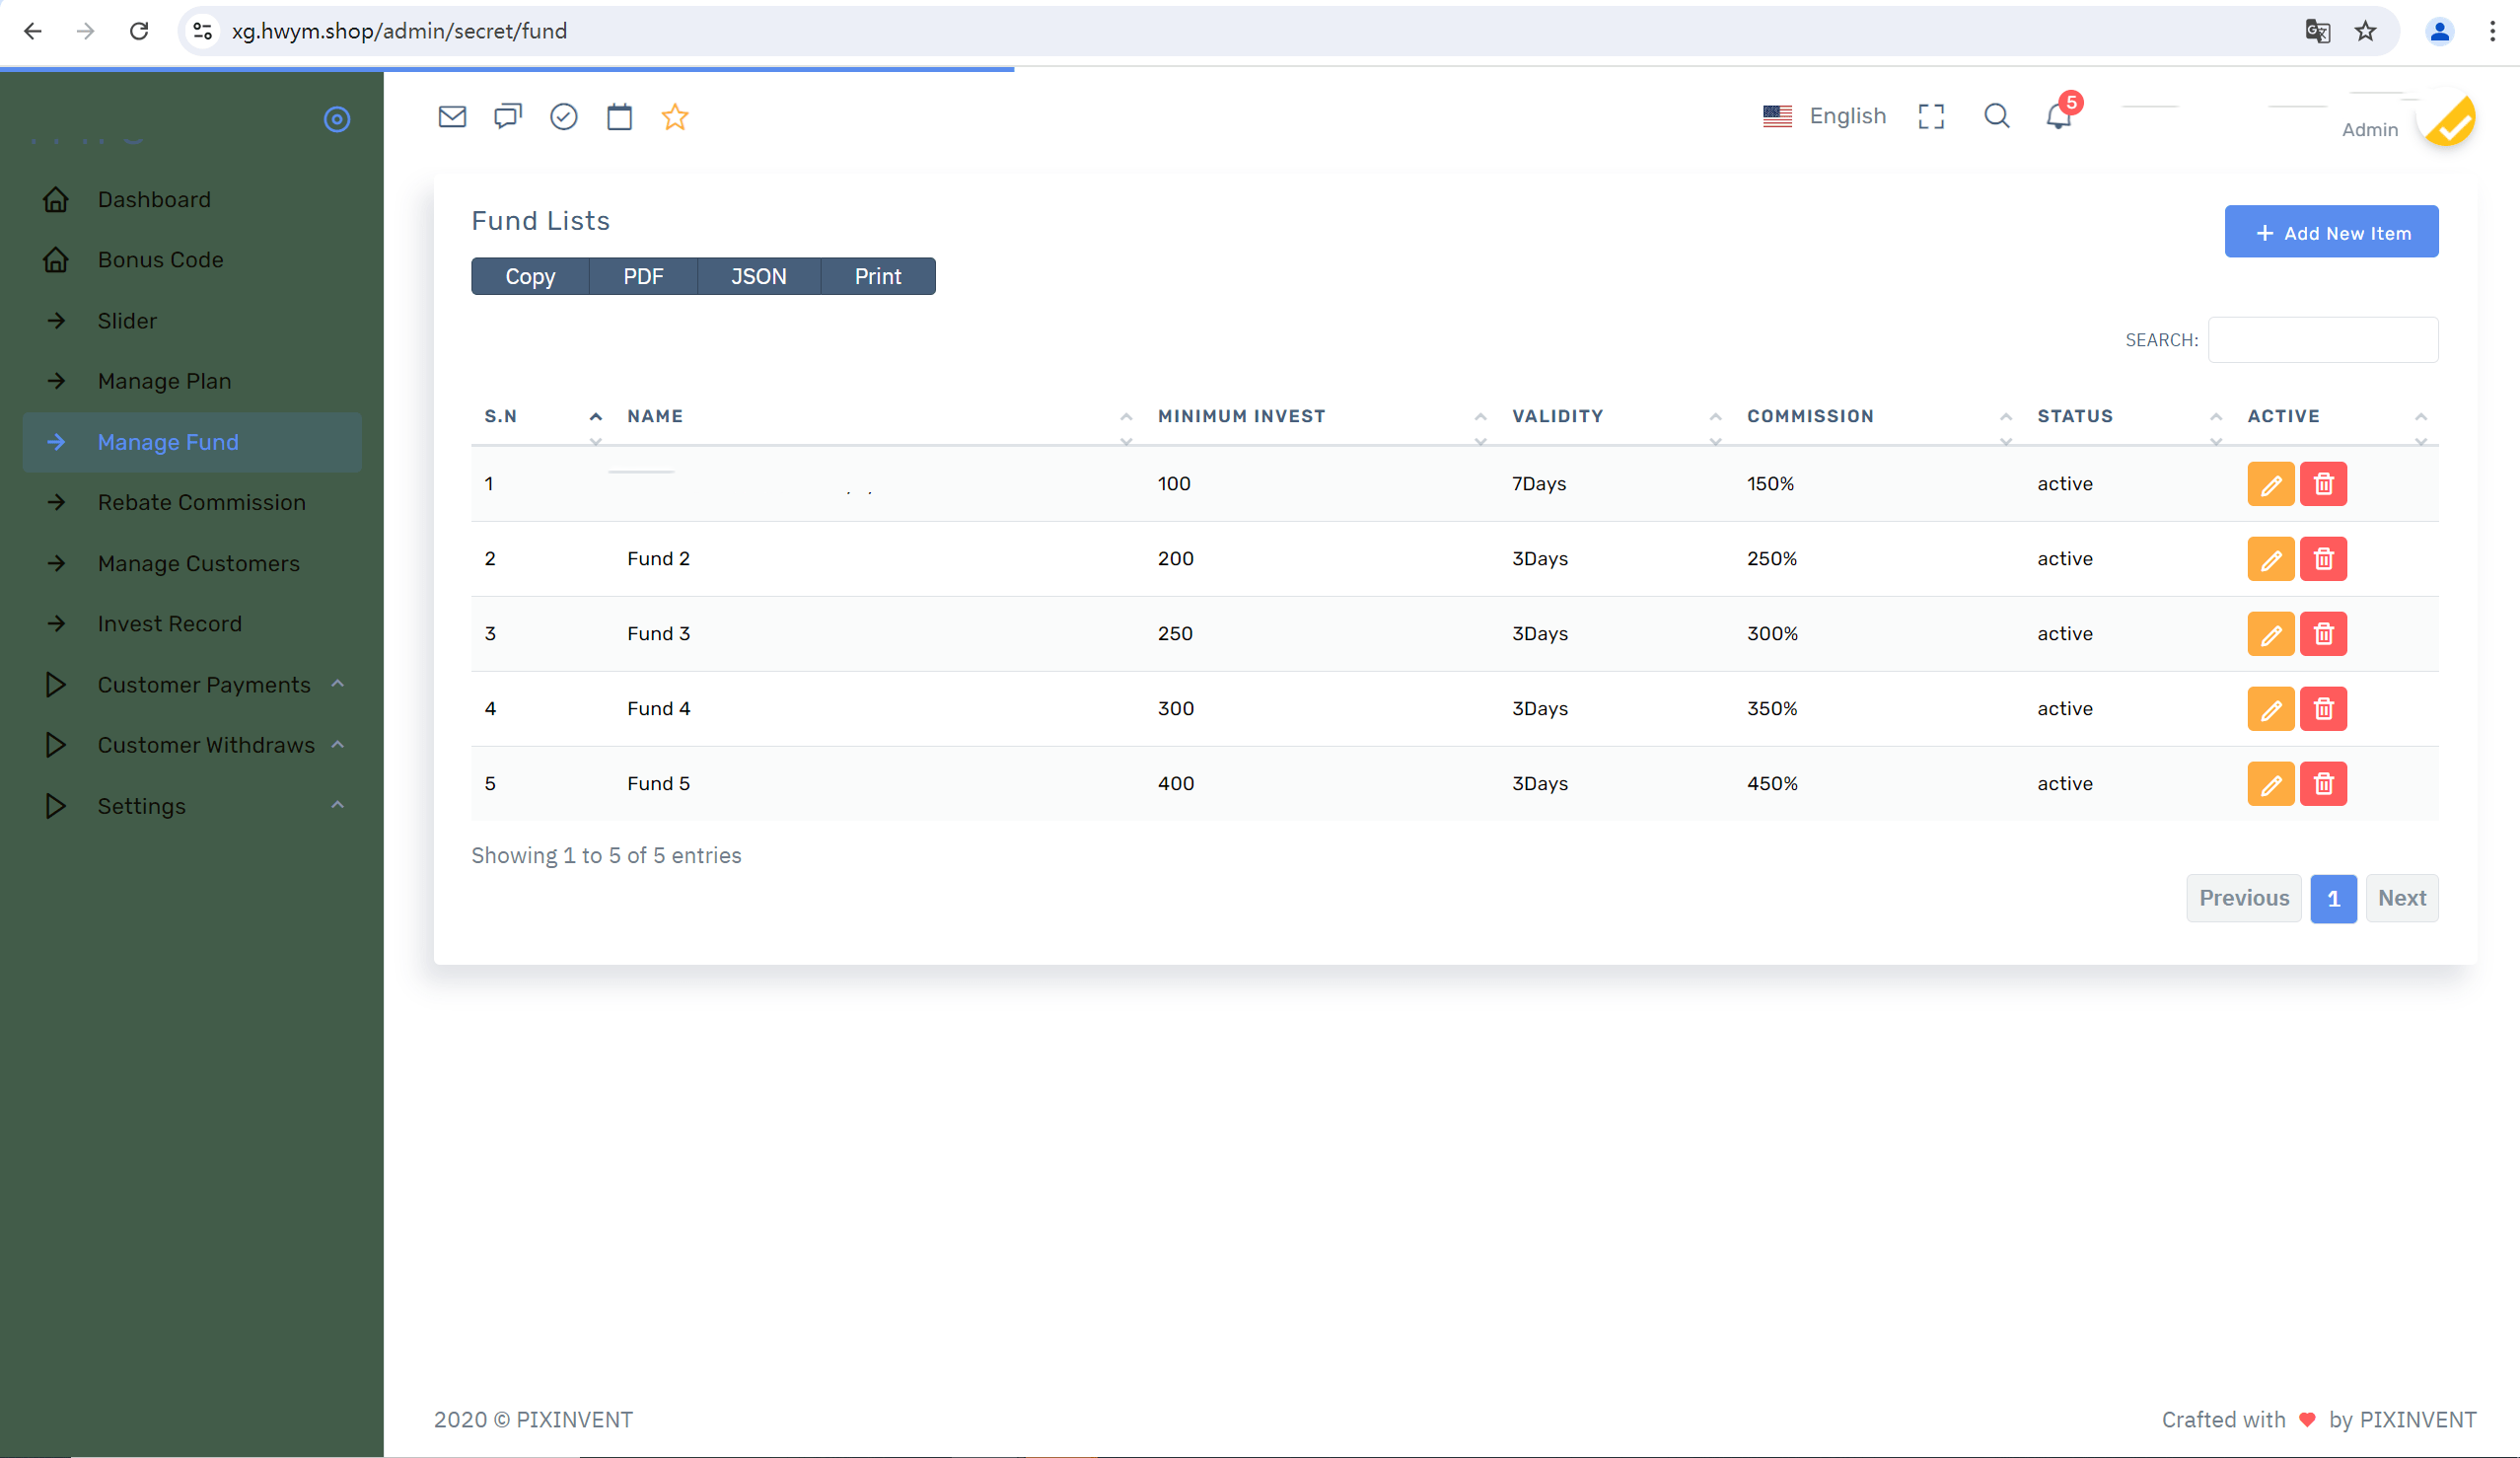 xg.hwym.shop/admin/secret/fund
English
5
Admin
Dashboard
Bonus Code
Slider
Manage Plan
Manage Fund
Rebate Commission
Manage Customers
Invest Record
Customer Payments
Customer Withdraws
Settings
Fund Lists
+ Add New Item
Copy PDF JSON Print
SEARCH:
S.N NAME MINIMUM INVEST VALIDITY COMMISSION STATUS ACTIVE
1 100 7Days 150% active
2 Fund 2 200 3Days 250% active
3 Fund 3 250 3Days 300% active
4 Fund 4 300 3Days 350% active
5 Fund 5 400 3Days 450% active
Showing 1 to 5 of 5 entries
Previous 1 Next
2020 © PIXINVENT
Crafted with ♥ by PIXINVENT